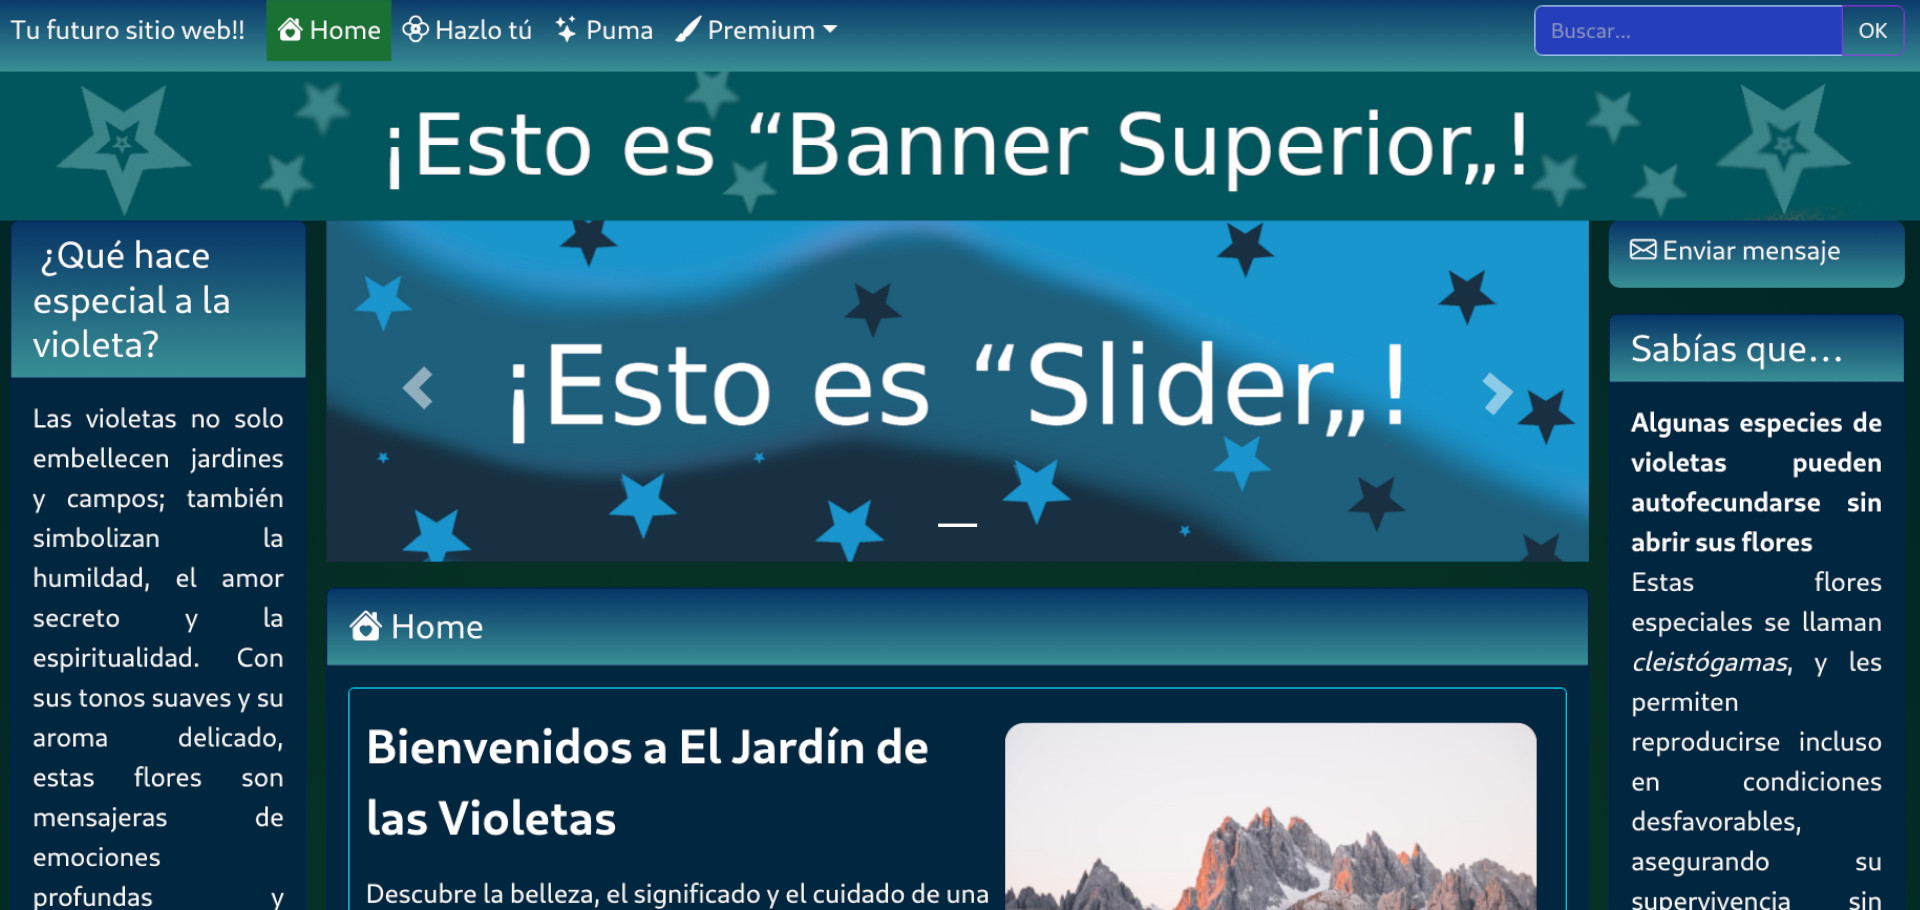 Tu futuro sitio web!! Home Hazlo tú Puma Premium Buscar... OK
¡Esto es “Banner Superior„!
¿Qué hace
especial a la
violeta?
Las violetas no solo
embellecen jardines
y campos; también
simbolizan la
humildad, el amor
secreto y la
espiritualidad. Con
sus tonos suaves y su
aroma delicado,
estas flores son
mensajeras de
emociones
profundas y
¡Esto es “Slider„!
Home
Bienvenidos a El Jardín de
las Violetas
Descubre la belleza, el significado y el cuidado de una
Enviar mensaje
Sabías que...
Algunas especies de
violetas pueden
autofecundarse sin
abrir sus flores
Estas flores
especiales se llaman
cleistógamas, y les
permiten
reproducirse incluso
en condiciones
desfavorables,
asegurando su
supervivencia sin